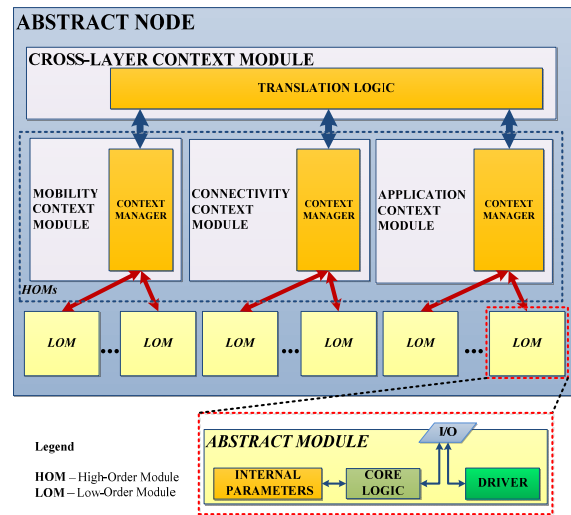 ABSTRACT NODE
CROSS-LAYER CONTEXT MODULE
TRANSLATION LOGIC
MOBILITY
CONTEXT
MODULE
CONTEXT
MANAGER
CONNECTIVITY
CONTEXT
MODULE
CONTEXT
MANAGER
APPLICATION
CONTEXT
MODULE
CONTEXT
MANAGER
HOMs
LOM ... LOM
LOM ... LOM
LOM ... LOM
I/O
ABSTRACT MODULE
INTERNAL
PARAMETERS
CORE
LOGIC
DRIVER
Legend
HOM – High-Order Module
LOM – Low-Order Module